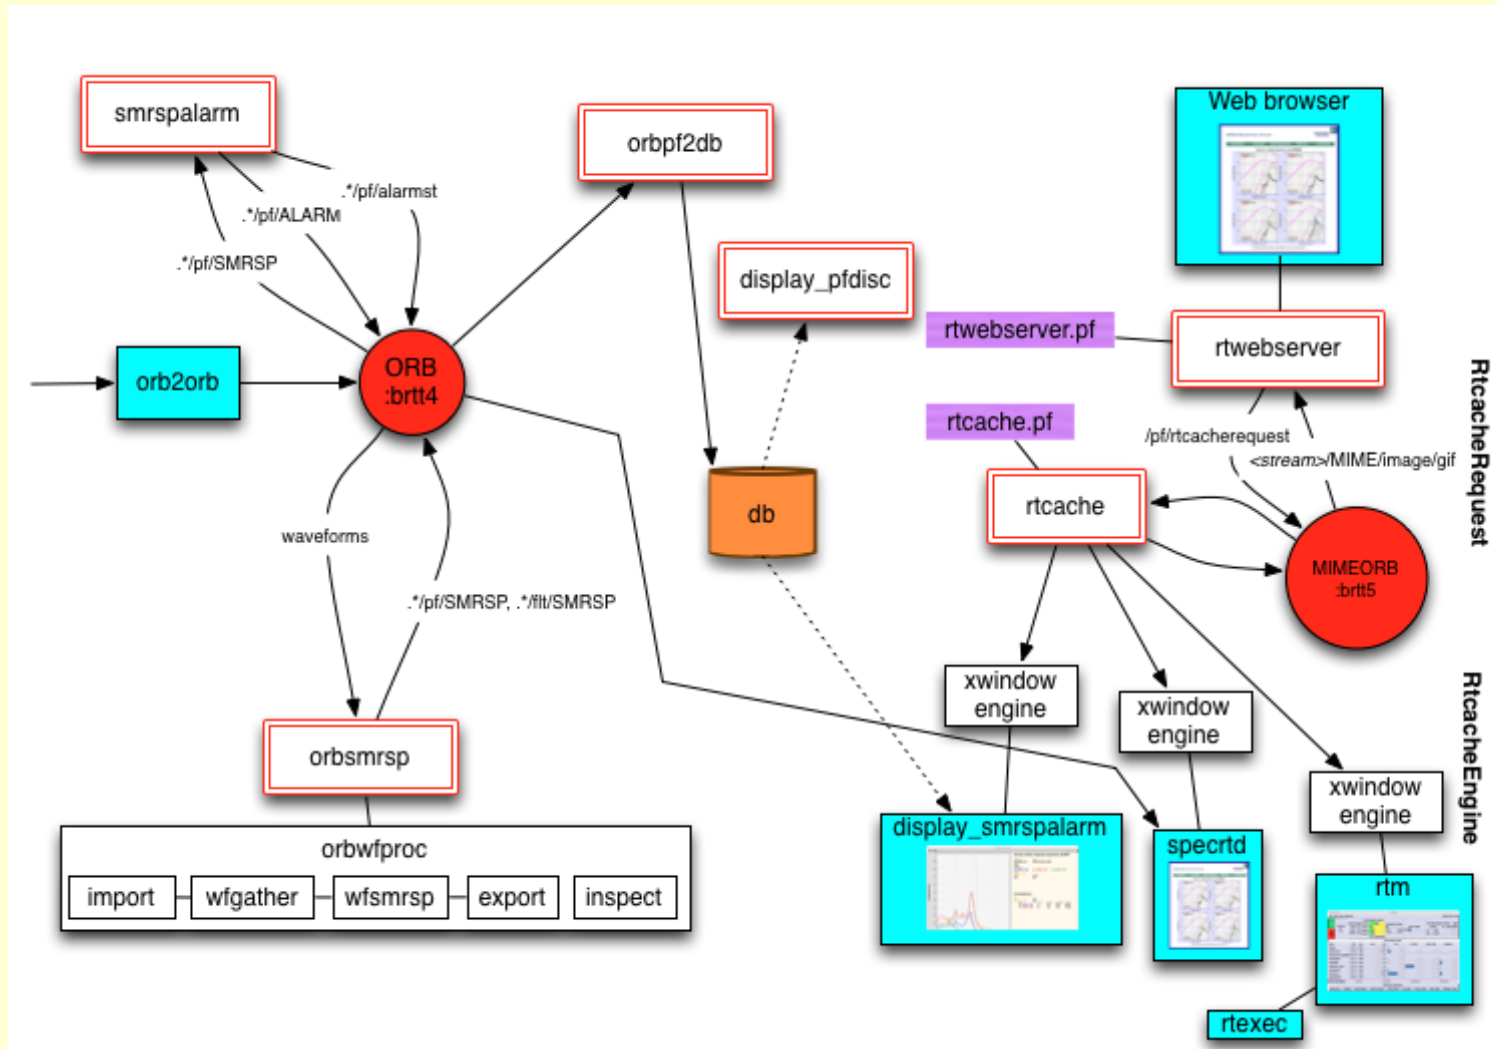 Web browser
smrspalarm
orbpf2db
.*/pf/alarmst
.*/pf/ALARM
.*/pf/SMRSP
display_pfdisc
rtwebserver.pf
rtwebserver
orb2orb
ORB
:brtt4
rtcache.pf
/pf/rtcacherequest
<stream>/MIME/image/gif
RtcacheRequest
rtcache
db
waveforms
MIMEORB
:brtt5
.*/pf/SMRSP, .*/flt/SMRSP
xwindow
engine
xwindow
engine
xwindow
engine
RtcacheEngine
orbsmrsp
display_smrspalarm
specrtd
rtm
orbwfproc
import
wfgather
wfsmrsp
export
inspect
rtexec